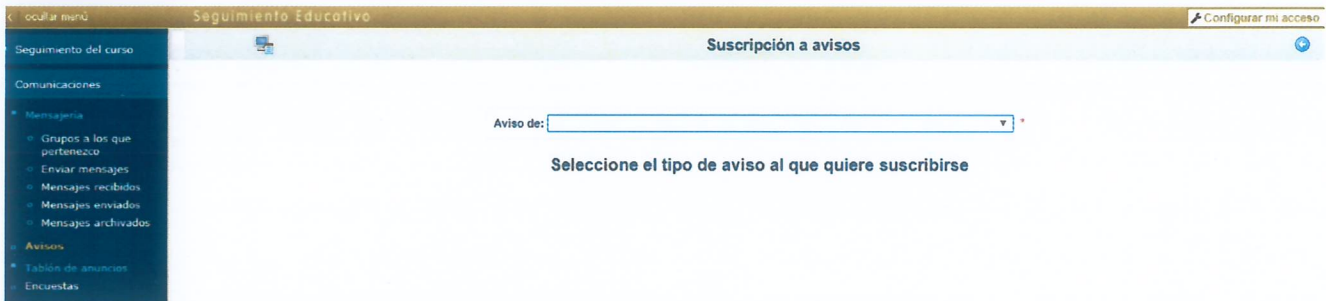 ocultar menú
Seguimiento Educativo
Configurar mi acceso
Seguimiento del curso
Suscripción a avisos
Comunicaciones
Mensajería
Grupos a los que
pertenezco
Enviar mensajes
Mensajes recibidos
Mensajes enviados
Mensajes archivados
Avisos
Tablón de anuncios
Encuestas
Aviso de:
*
Seleccione el tipo de aviso al que quiere suscribirse